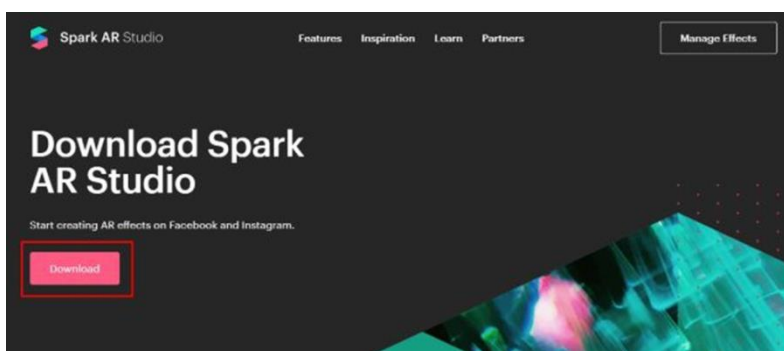 Spark AR Studio
Features Inspiration Learn Partners
Manage Effects
Download Spark
AR Studio
Start creating AR effects on Facebook and Instagram.
Download